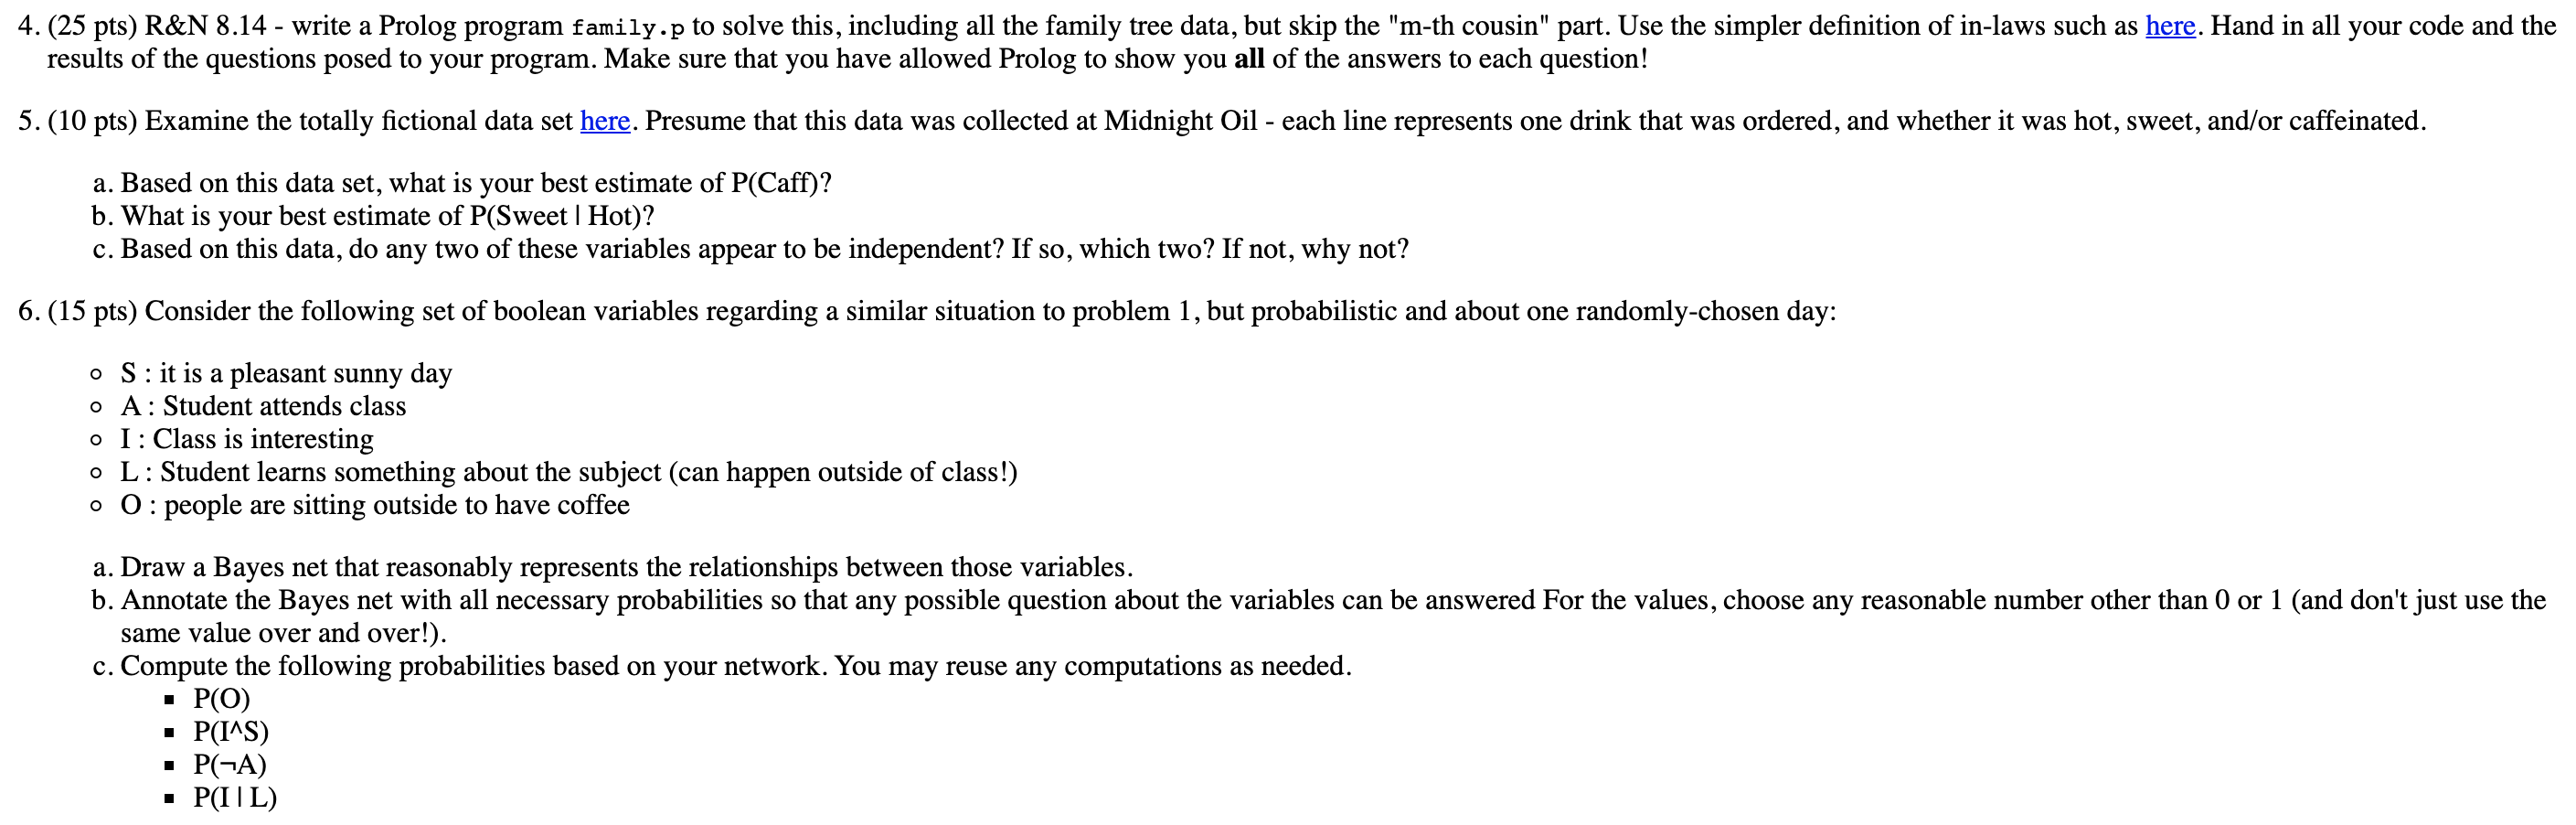 4. (25 pts) R&N 8.14 - write a Prolog program family.p to solve this, including all the family tree data, but skip the "m-th cousin" part. Use the simpler definition of in-laws such as here. Hand in all your code and the
results of the questions posed to your program. Make sure that you have allowed Prolog to show you all of the answers to each question!
5. (10 pts) Examine the totally fictional data set here. Presume that this data was collected at Midnight Oil - each line represents one drink that was ordered, and whether it was hot, sweet, and/or caffeinated.
a. Based on this data set, what is your best estimate of P(Caff)?
b. What is your best estimate of P(Sweet | Hot)?
c. Based on this data, do any two of these variables appear to be independent? If so, which two? If not, why not?
6. (15 pts) Consider the following set of boolean variables regarding a similar situation to problem 1, but probabilistic and about one randomly-chosen day:
∘ S : it is a pleasant sunny day
∘ A : Student attends class
∘ I : Class is interesting
∘ L : Student learns something about the subject (can happen outside of class!)
∘ O : people are sitting outside to have coffee
a. Draw a Bayes net that reasonably represents the relationships between those variables.
b. Annotate the Bayes net with all necessary probabilities so that any possible question about the variables can be answered For the values, choose any reasonable number other than 0 or 1 (and don't just use the
same value over and over!).
c. Compute the following probabilities based on your network. You may reuse any computations as needed.
▪ P(O)
▪ P(I^S)
▪ P(¬A)
▪ P(I | L)